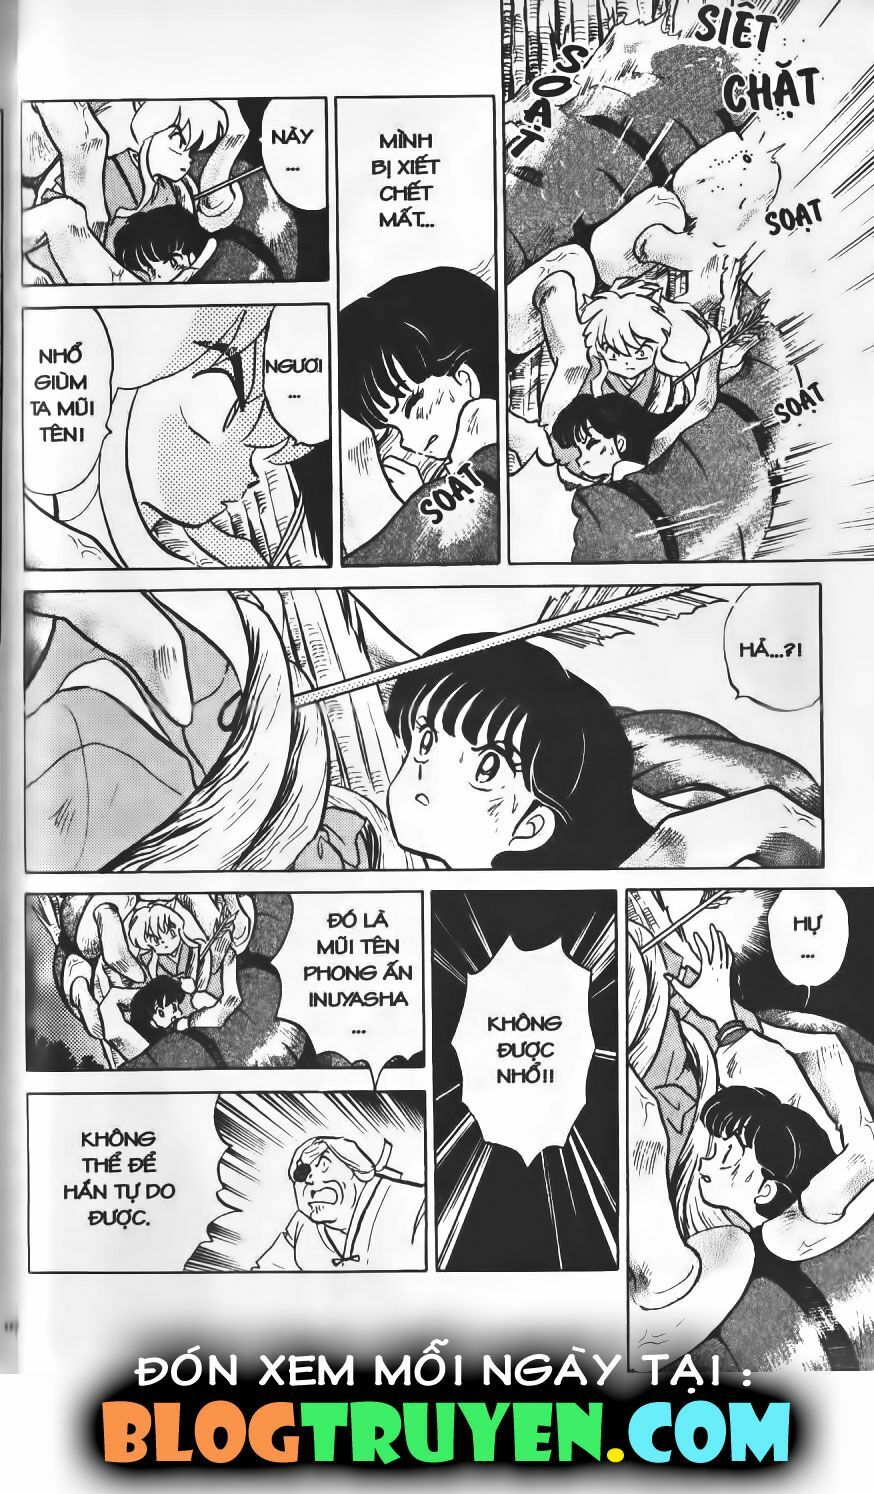 SIẾT
CHẶT
SOẠT
SOẠT
SOẠT
MÌNH
BỊ XIẾT
CHẾT
MẤT...
SOẠT
NÀY
...
NGƯƠI
...
NHỔ
GIÙM
TA MŨI
TÊN!
HẢ...?!
HỰ
...
KHÔNG
ĐƯỢC
NHỔ!!
ĐÓ LÀ
MŨI TÊN
PHONG ẤN
INUYASHA
...
KHÔNG
THỂ ĐỂ
HẮN TỰ DO
ĐƯỢC.
ĐÓN XEM MỖI NGÀY TẠI :
BLOGTRUYEN.COM